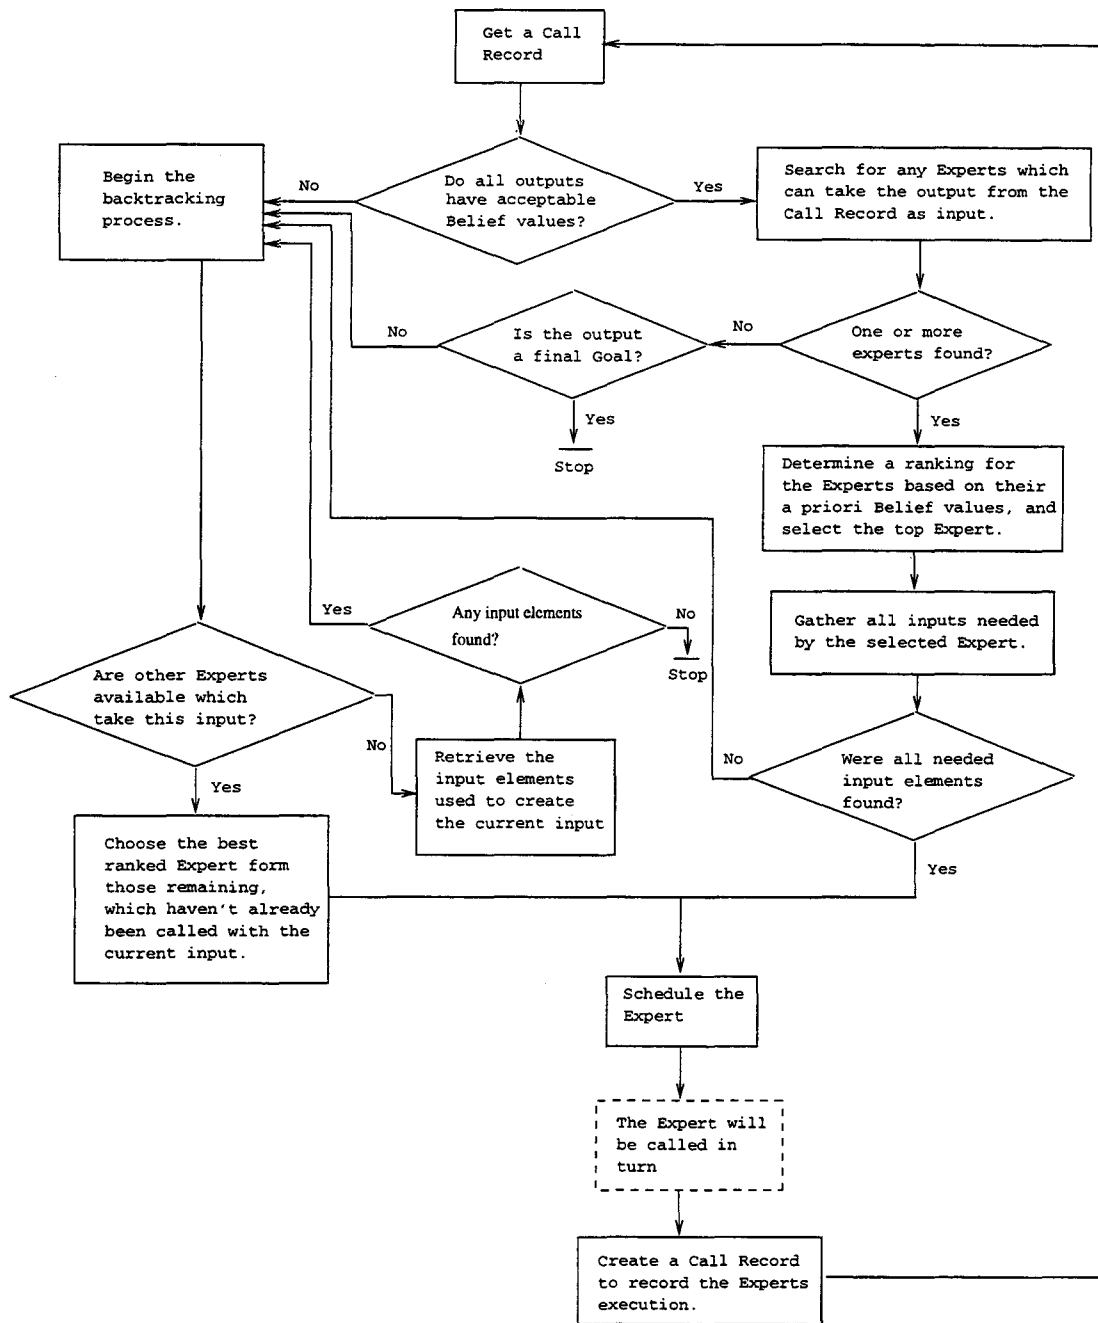 Get a Call
Record
Begin the
backtracking
process.
No
Do all outputs
have acceptable
Belief values?
Yes
Search for any Experts which
can take the output from the
Call Record as input.
No
Is the output
a final Goal?
No
One or more
experts found?
Yes
Stop
Yes
Determine a ranking for
the Experts based on their
a priori Belief values, and
select the top Expert.
Yes
Any input elements
found?
No
Stop
Gather all inputs needed
by the selected Expert.
Are other Experts
available which
take this input?
No
Retrieve the
input elements
used to create
the current input
No
Were all needed
input elements
found?
Yes
Yes
Choose the best
ranked Expert form
those remaining,
which haven't already
been called with the
current input.
Schedule the
Expert
The Expert will
be called in
turn
Create a Call Record
to record the Experts
execution.